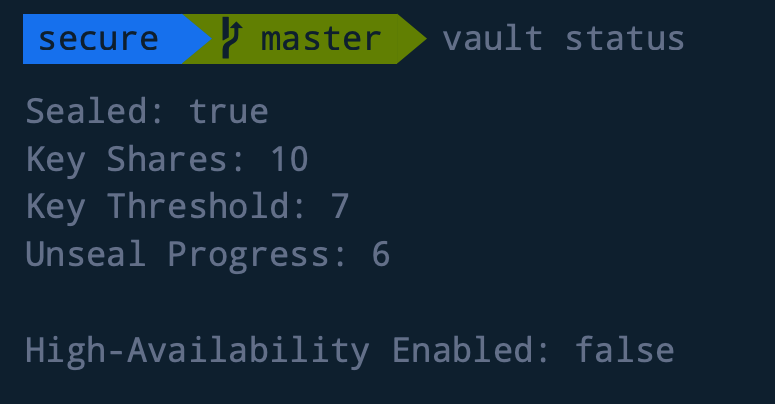 secure master vault status
Sealed: true
Key Shares: 10
Key Threshold: 7
Unseal Progress: 6
High-Availability Enabled: false